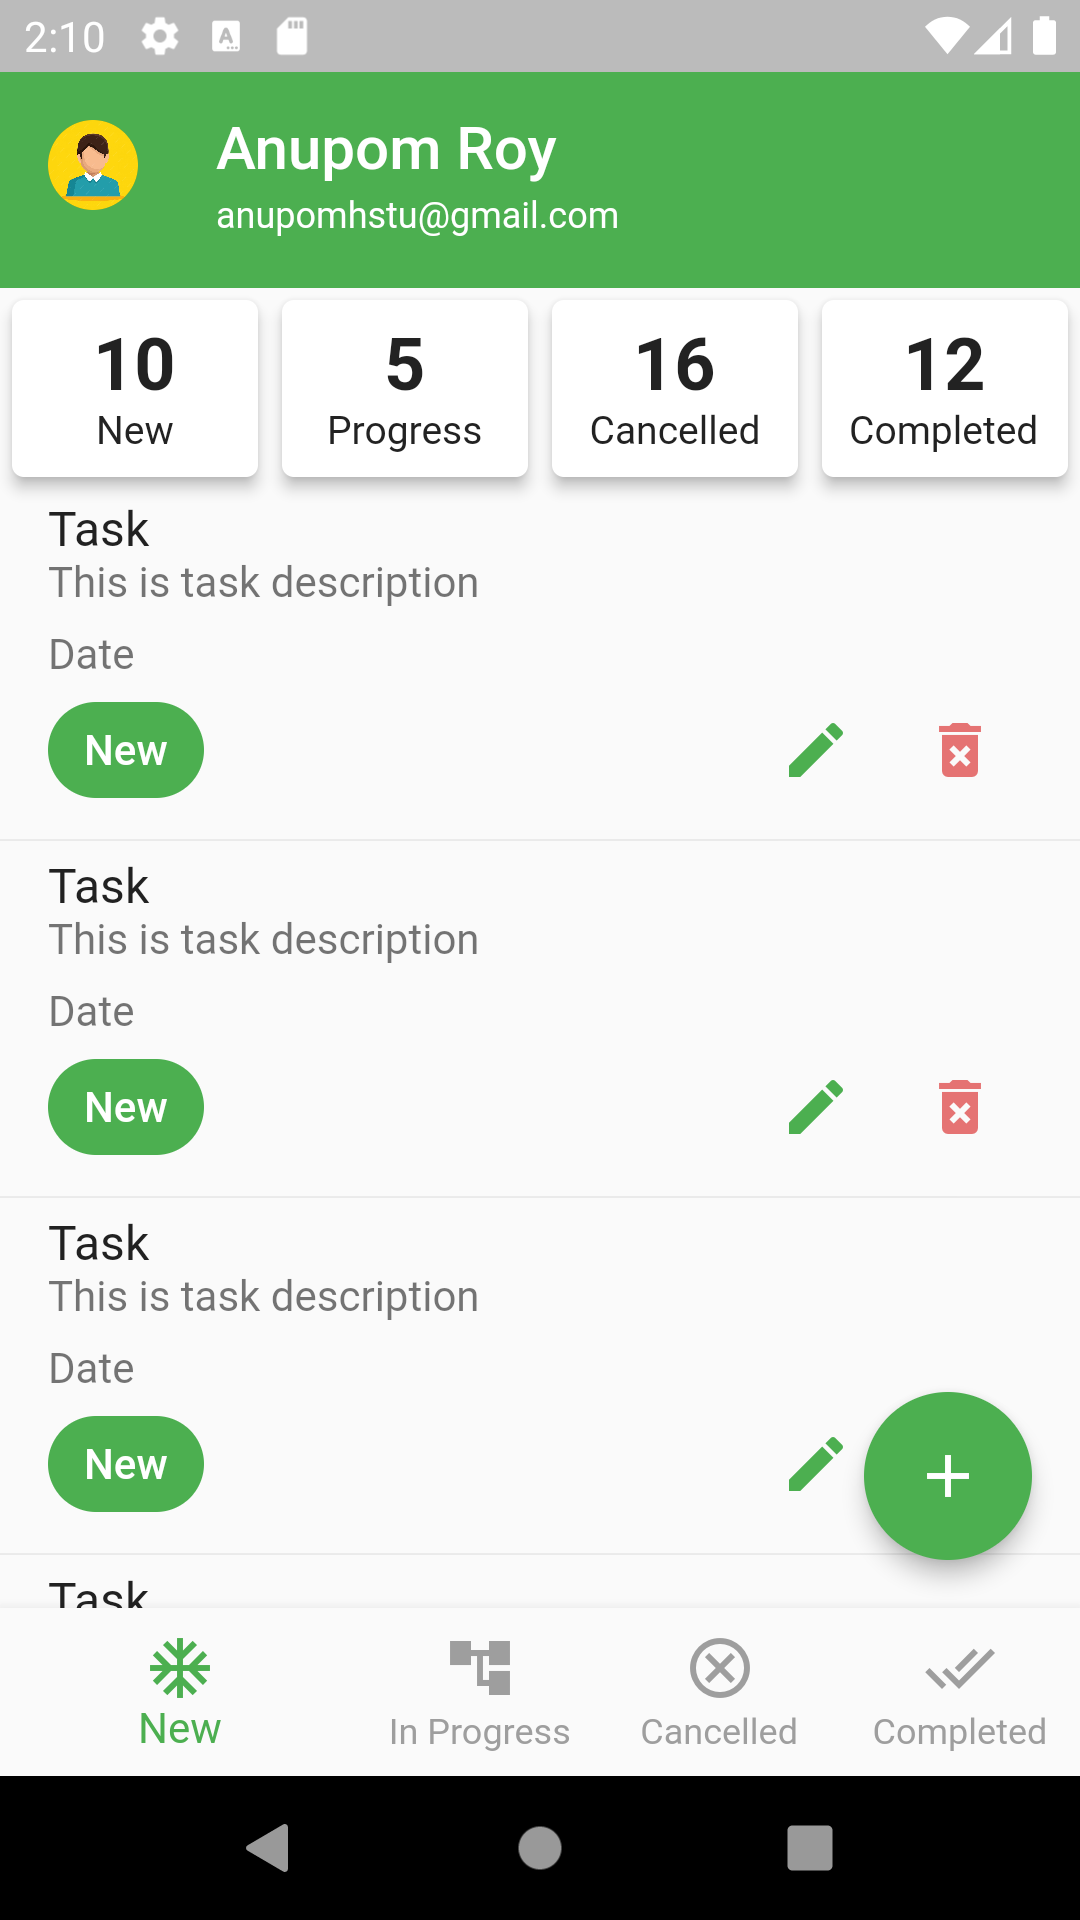 2:10
Anupom Roy
anupomhstu@gmail.com
10 5 16 12
New Progress Cancelled Completed
Task
This is task description
Date
New
Task
This is task description
Date
New
Task
This is task description
Date
New
Task
New In Progress Cancelled Completed